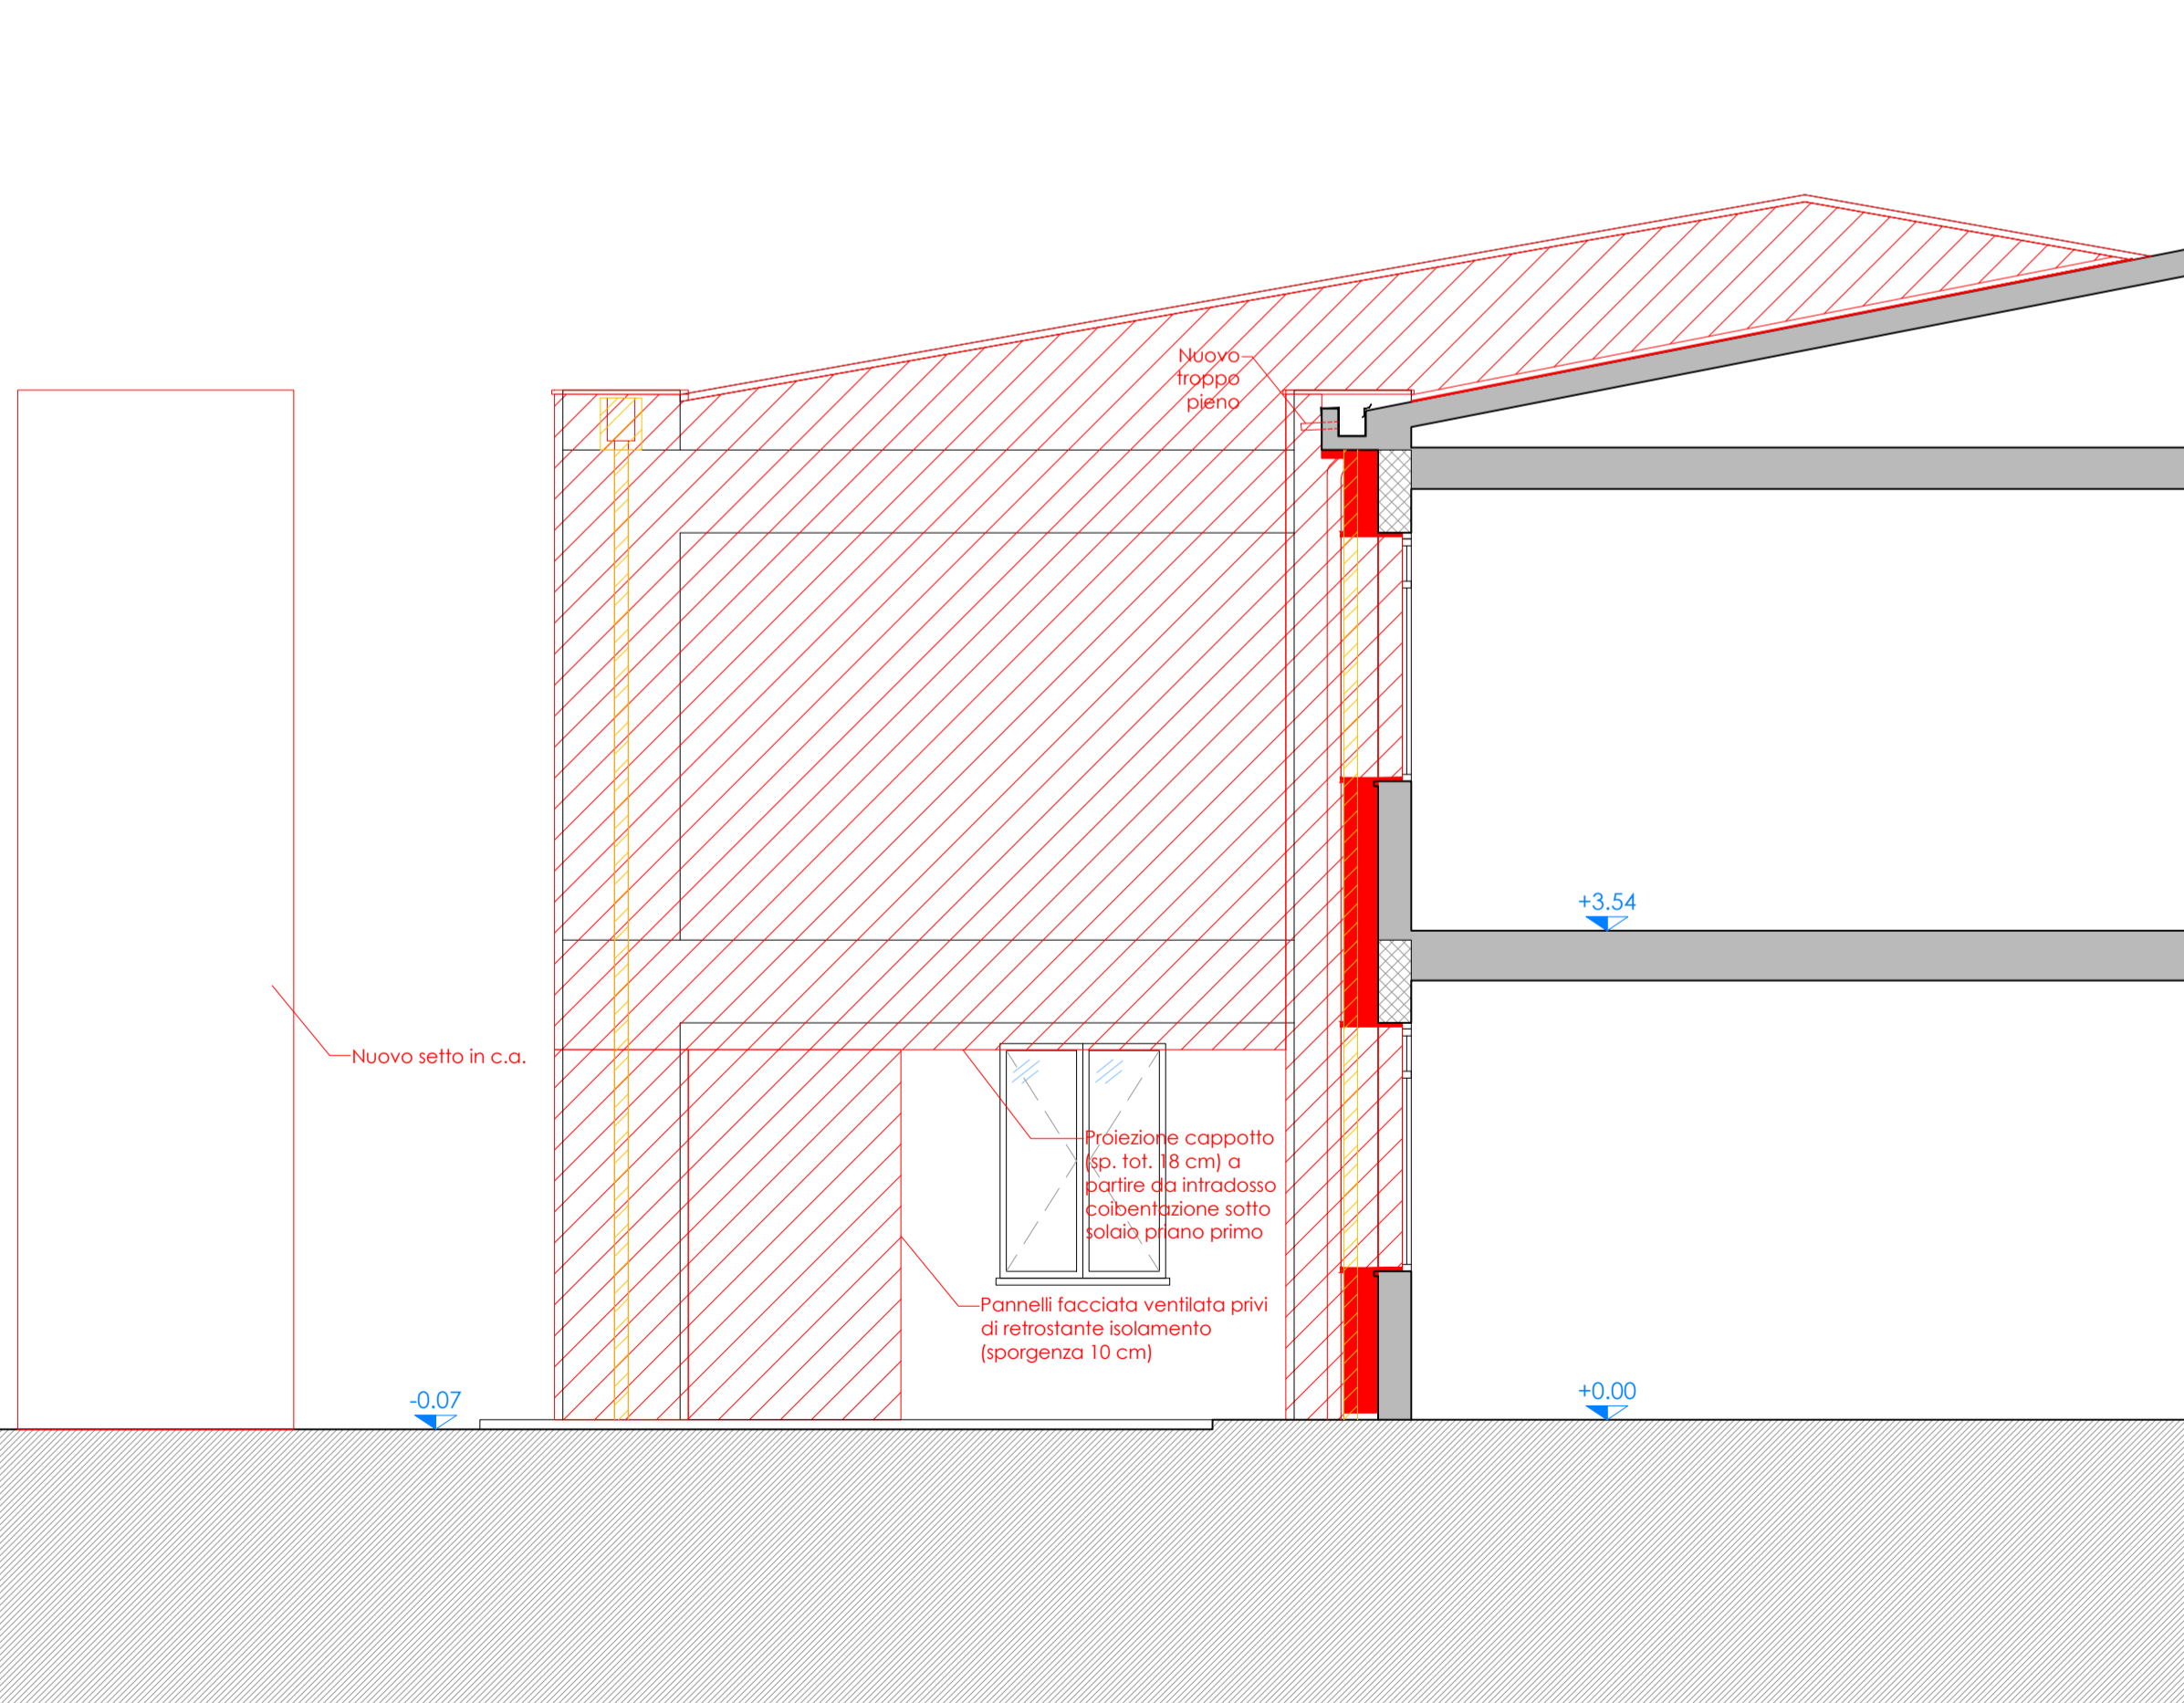 Nuovo
troppo
pieno
+3.54
Nuovo setto in c.a.
Proiezione cappotto
(sp. tot. 18 cm) a
partire da intradosso
coibentazione sotto
solaio priano primo
Pannelli facciata ventilata privi
di retrostante isolamento
(sporgenza 10 cm)
-0.07
+0.00